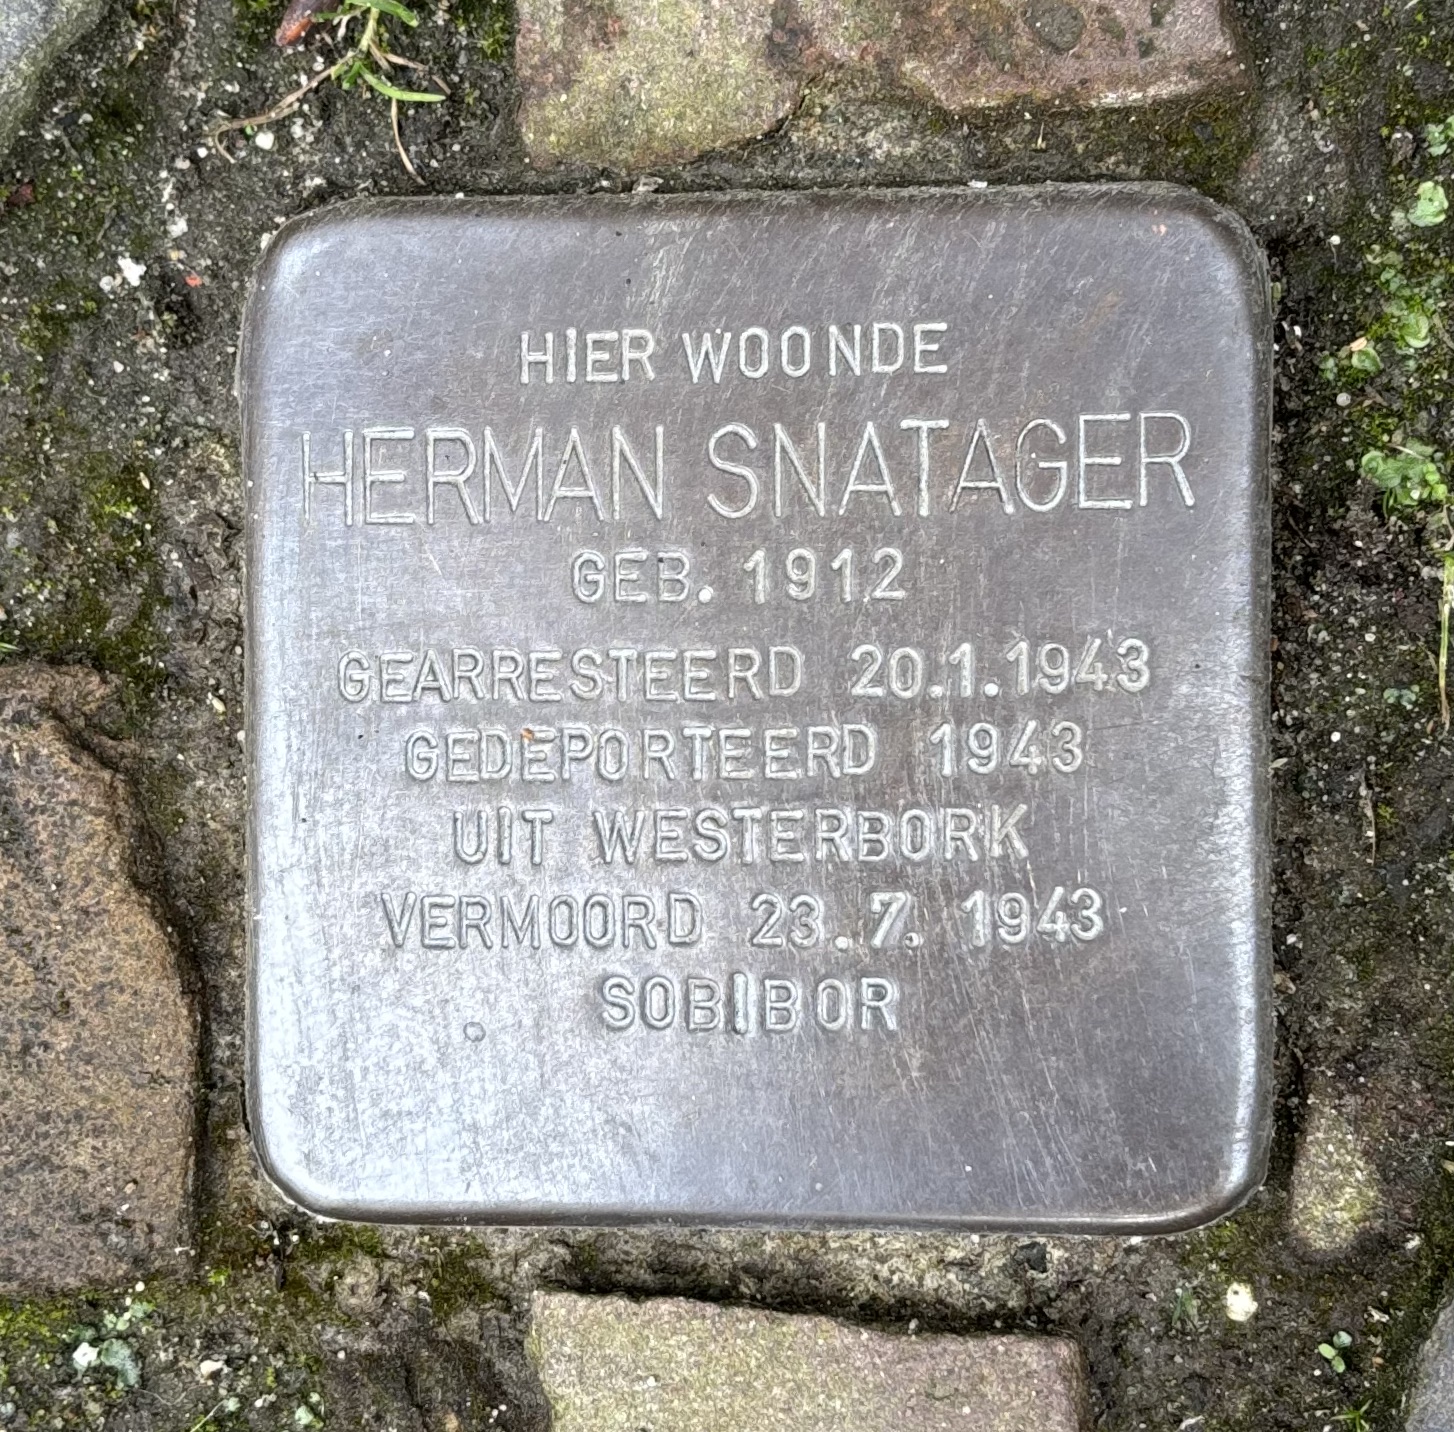 HIER WOONDE
HERMAN SNATAGER
GEB. 1912
GEARRESTEERD 20.1.1943
GEDEPORTEERD 1943
UIT WESTERBORK
VERMOORD 23.7. 1943
SOBIBOR